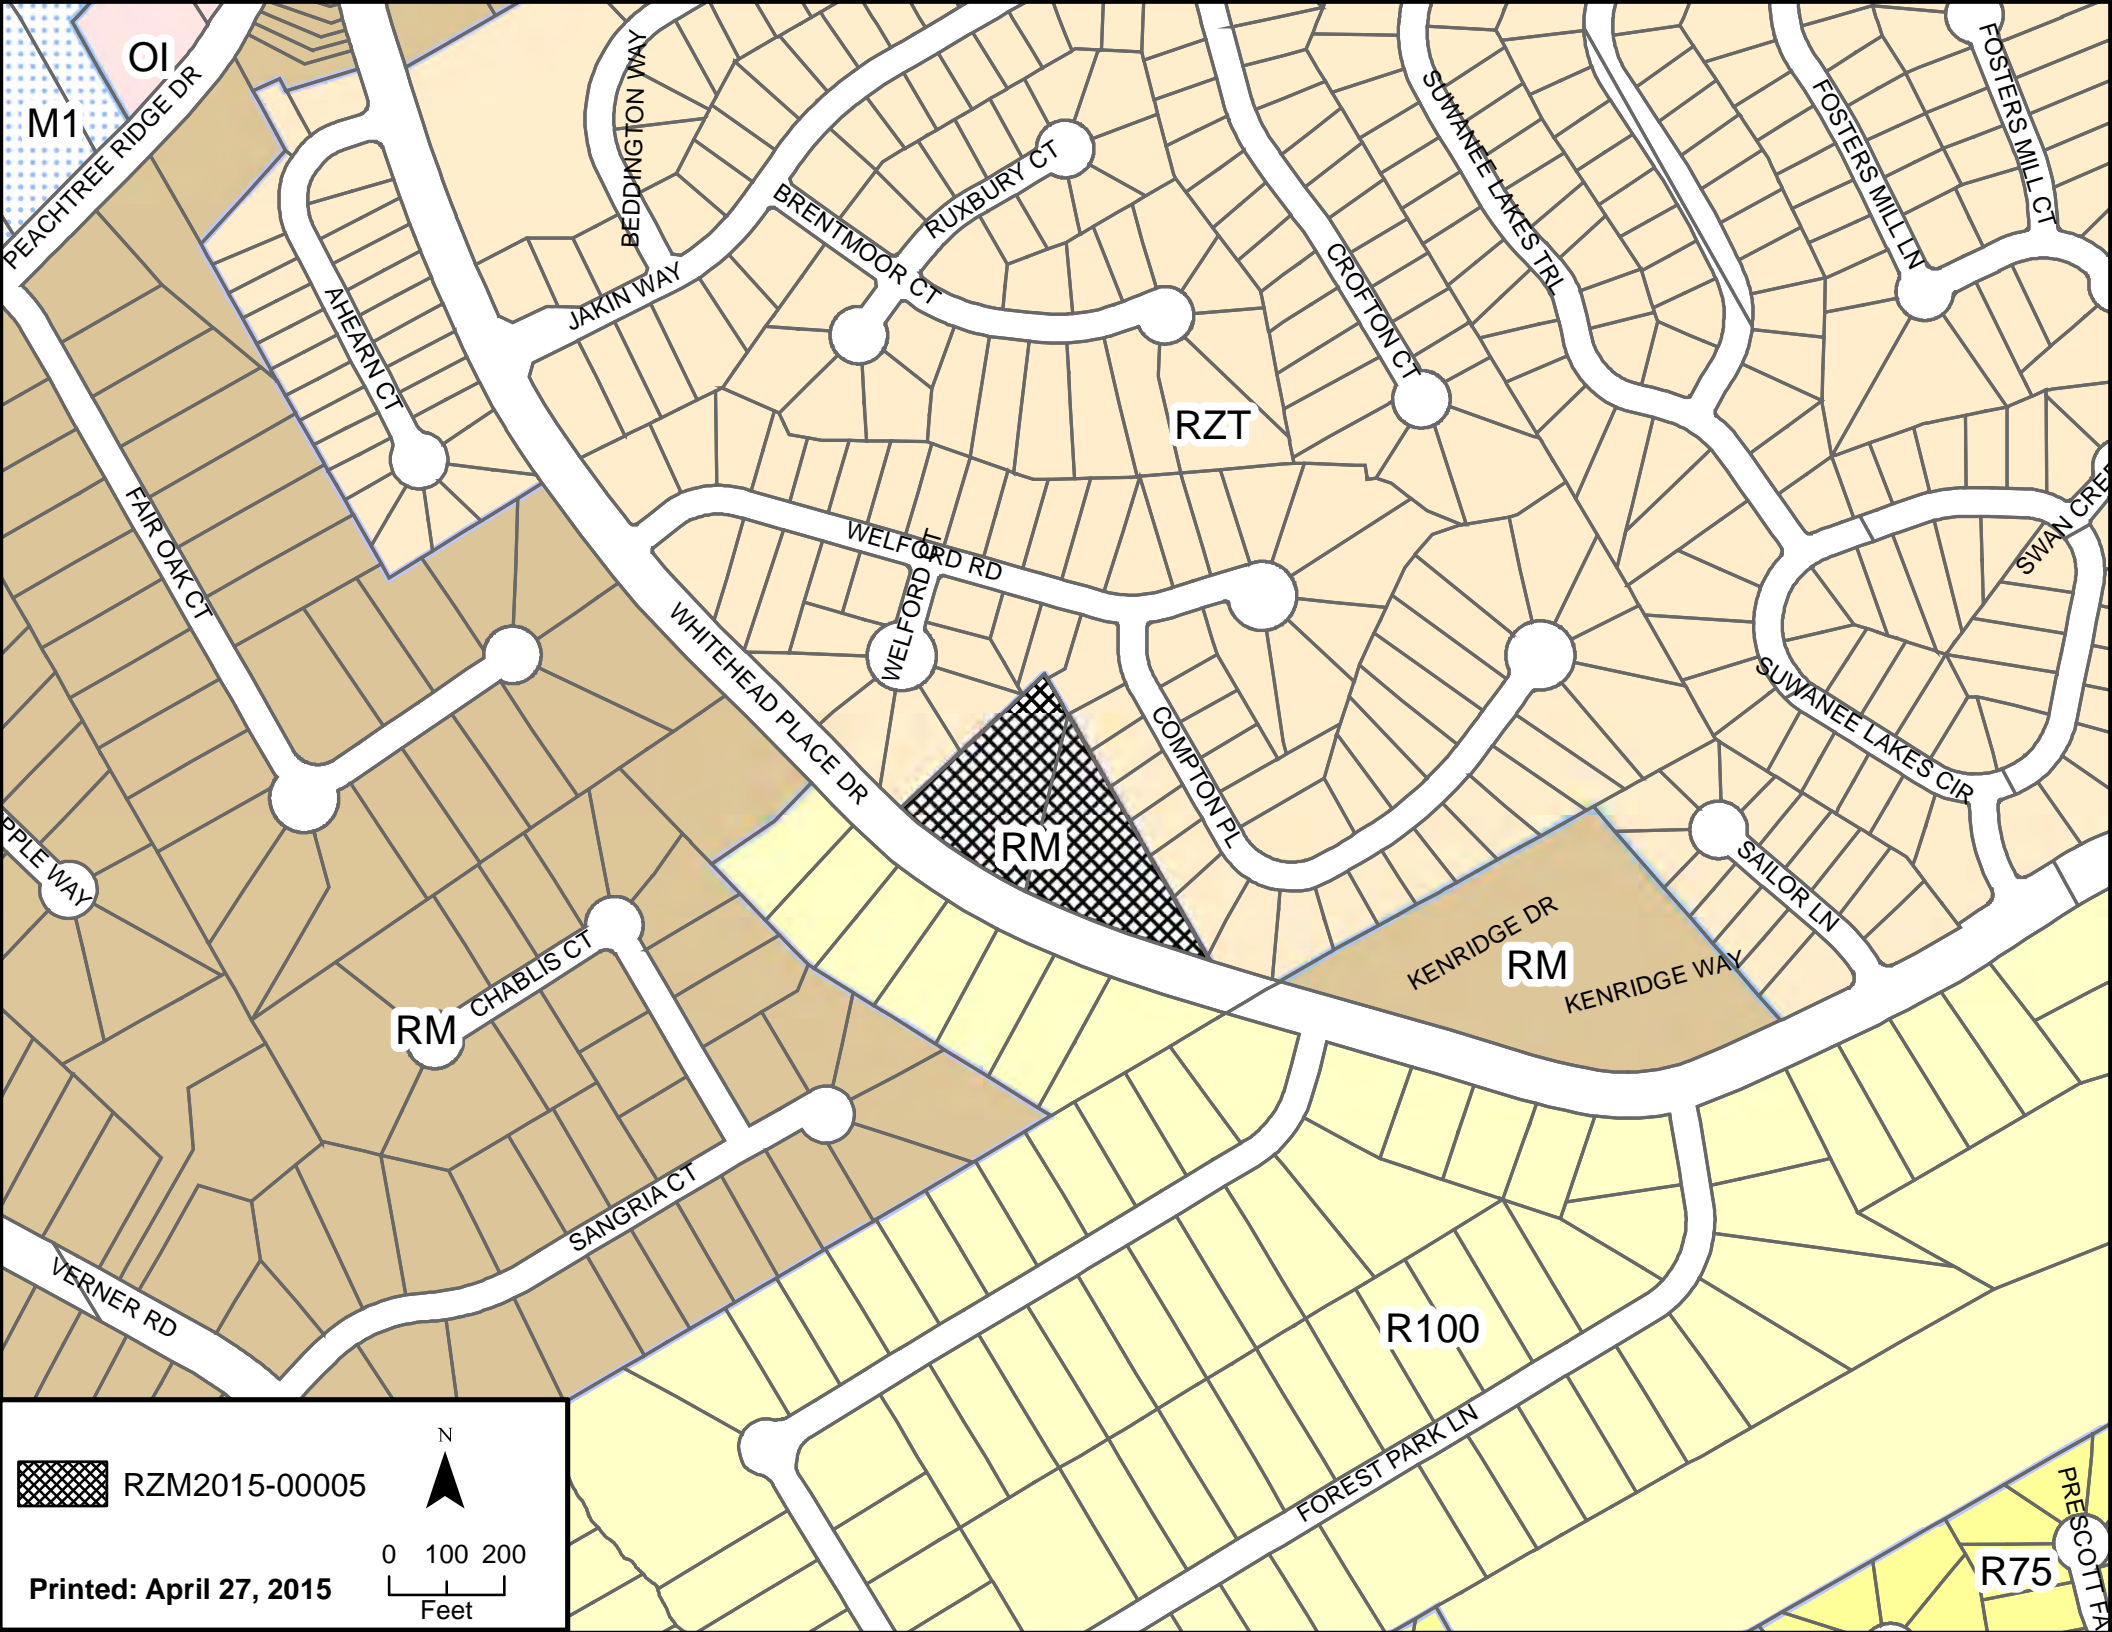 OI
M1
PEACHTREE RIDGE DR
BEDDINGTON WAY
JAKIN WAY
BRENTMOOR CT
RUXBURY CT
CROFTON CT
SUWANEE LAKES TRL
FOSTERS MILL LN
FOSTERS MILL CT
AHEARN CT
RZT
FAIR OAK CT
WELFORD RD
WELFORD CT
SWAN CREE
WHITEHEAD PLACE DR
COMPTON PL
SUWANEE LAKES CIR
RM
SAILOR LN
PPLE WAY
KENRIDGE DR
RM
KENRIDGE WAY
CHABLIS CT
RM
SANGRIA CT
VERNER RD
R100
FOREST PARK LN
PRESCOTT FA
R75
RZM2015-00005
N
0 100 200
Feet
Printed: April 27, 2015